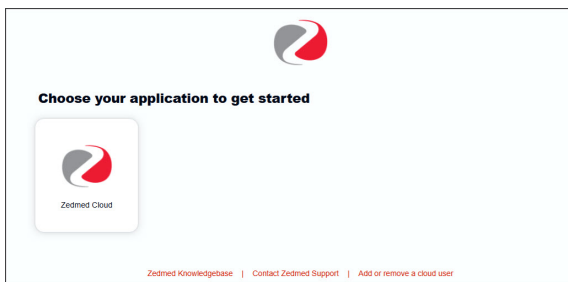 Choose your application to get started
Zedmed Cloud
Zedmed Knowledgebase | Contact Zedmed Support | Add or remove a cloud user